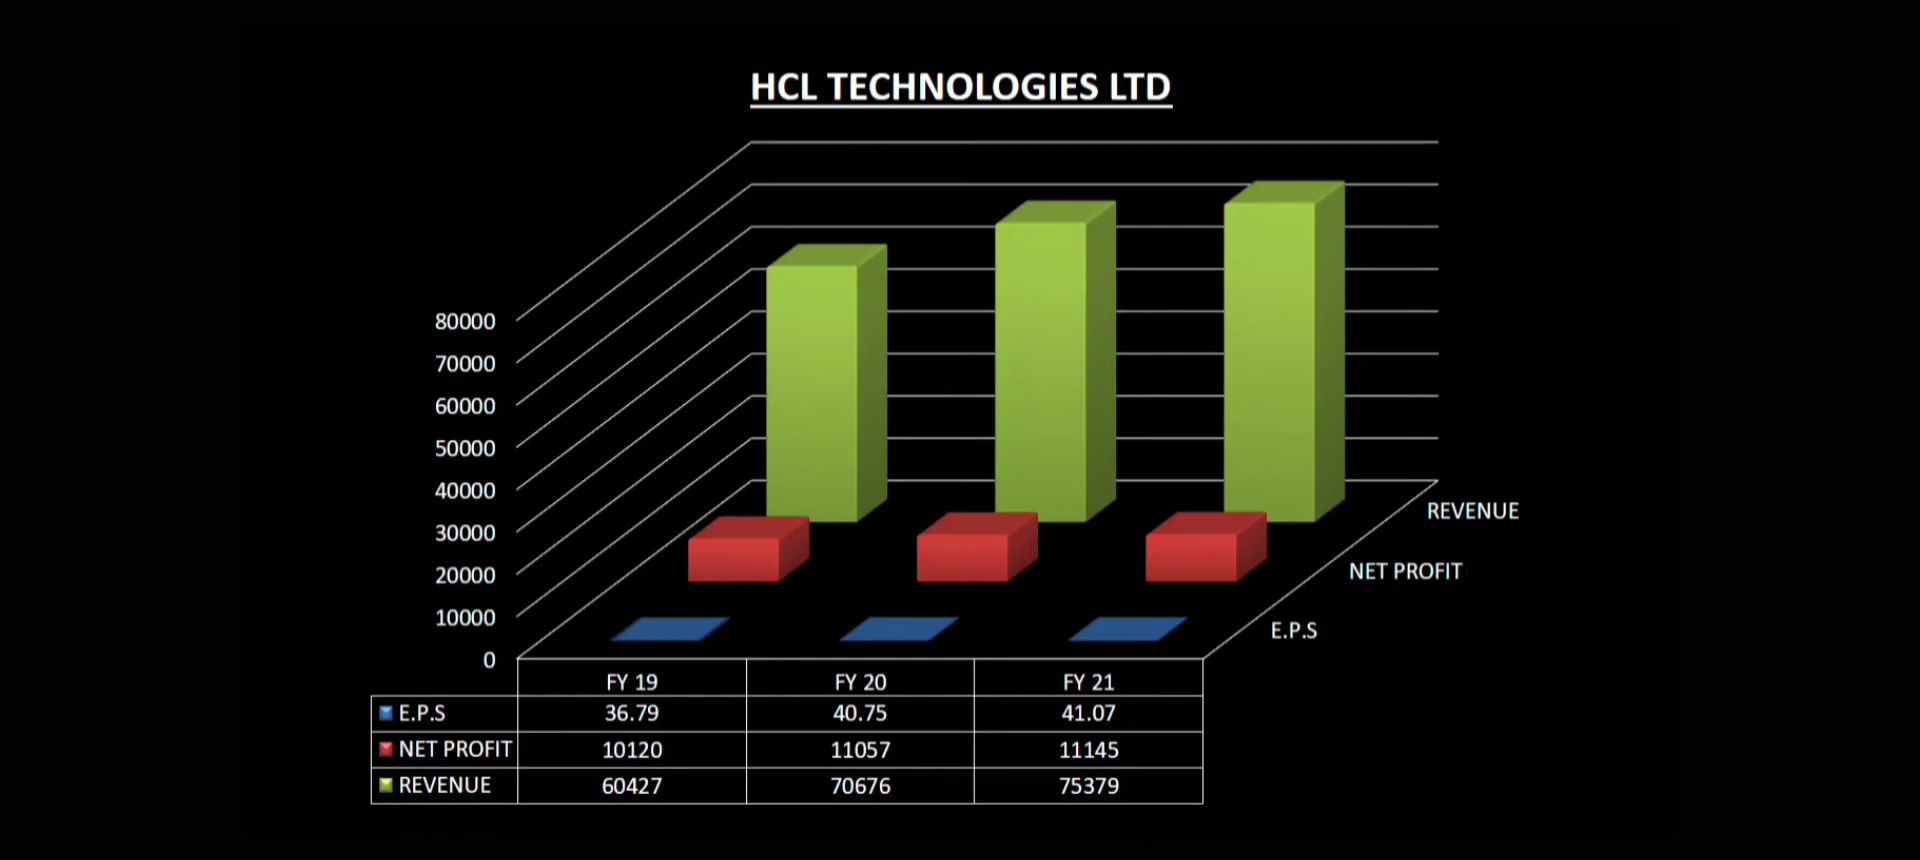 HCL TECHNOLOGIES LTD
80000
70000
60000
50000
40000
30000
20000
10000
0
REVENUE
NET PROFIT
E.P.S
FY 19 FY 20 FY 21
E.P.S 36.79 40.75 41.07
NET PROFIT 10120 11057 11145
REVENUE 60427 70676 75379